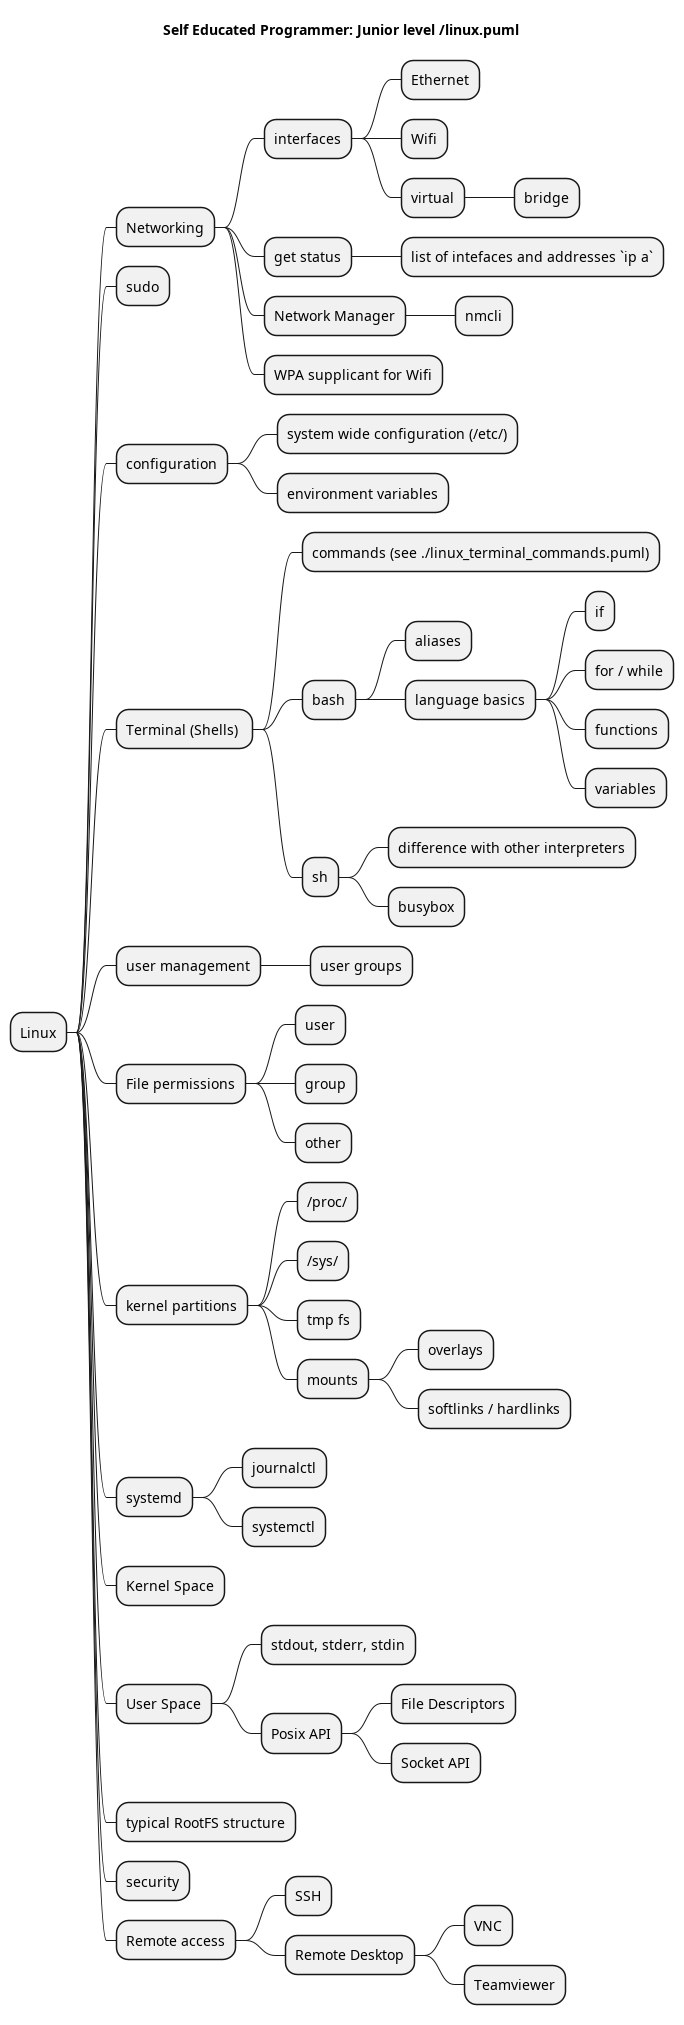 Self Educated Programmer: Junior level /linux.puml
Linux
Networking
interfaces
Ethernet
Wifi
virtual
bridge
get status
list of intefaces and addresses `ip a`
Network Manager
nmcli
WPA supplicant for Wifi
sudo
configuration
system wide configuration (/etc/)
environment variables
Terminal (Shells)
commands (see ./linux_terminal_commands.puml)
bash
aliases
language basics
if
for / while
functions
variables
sh
difference with other interpreters
busybox
user management
user groups
File permissions
user
group
other
kernel partitions
/proc/
/sys/
tmp fs
mounts
overlays
softlinks / hardlinks
systemd
journalctl
systemctl
Kernel Space
User Space
stdout, stderr, stdin
Posix API
File Descriptors
Socket API
typical RootFS structure
security
Remote access
SSH
Remote Desktop
VNC
Teamviewer